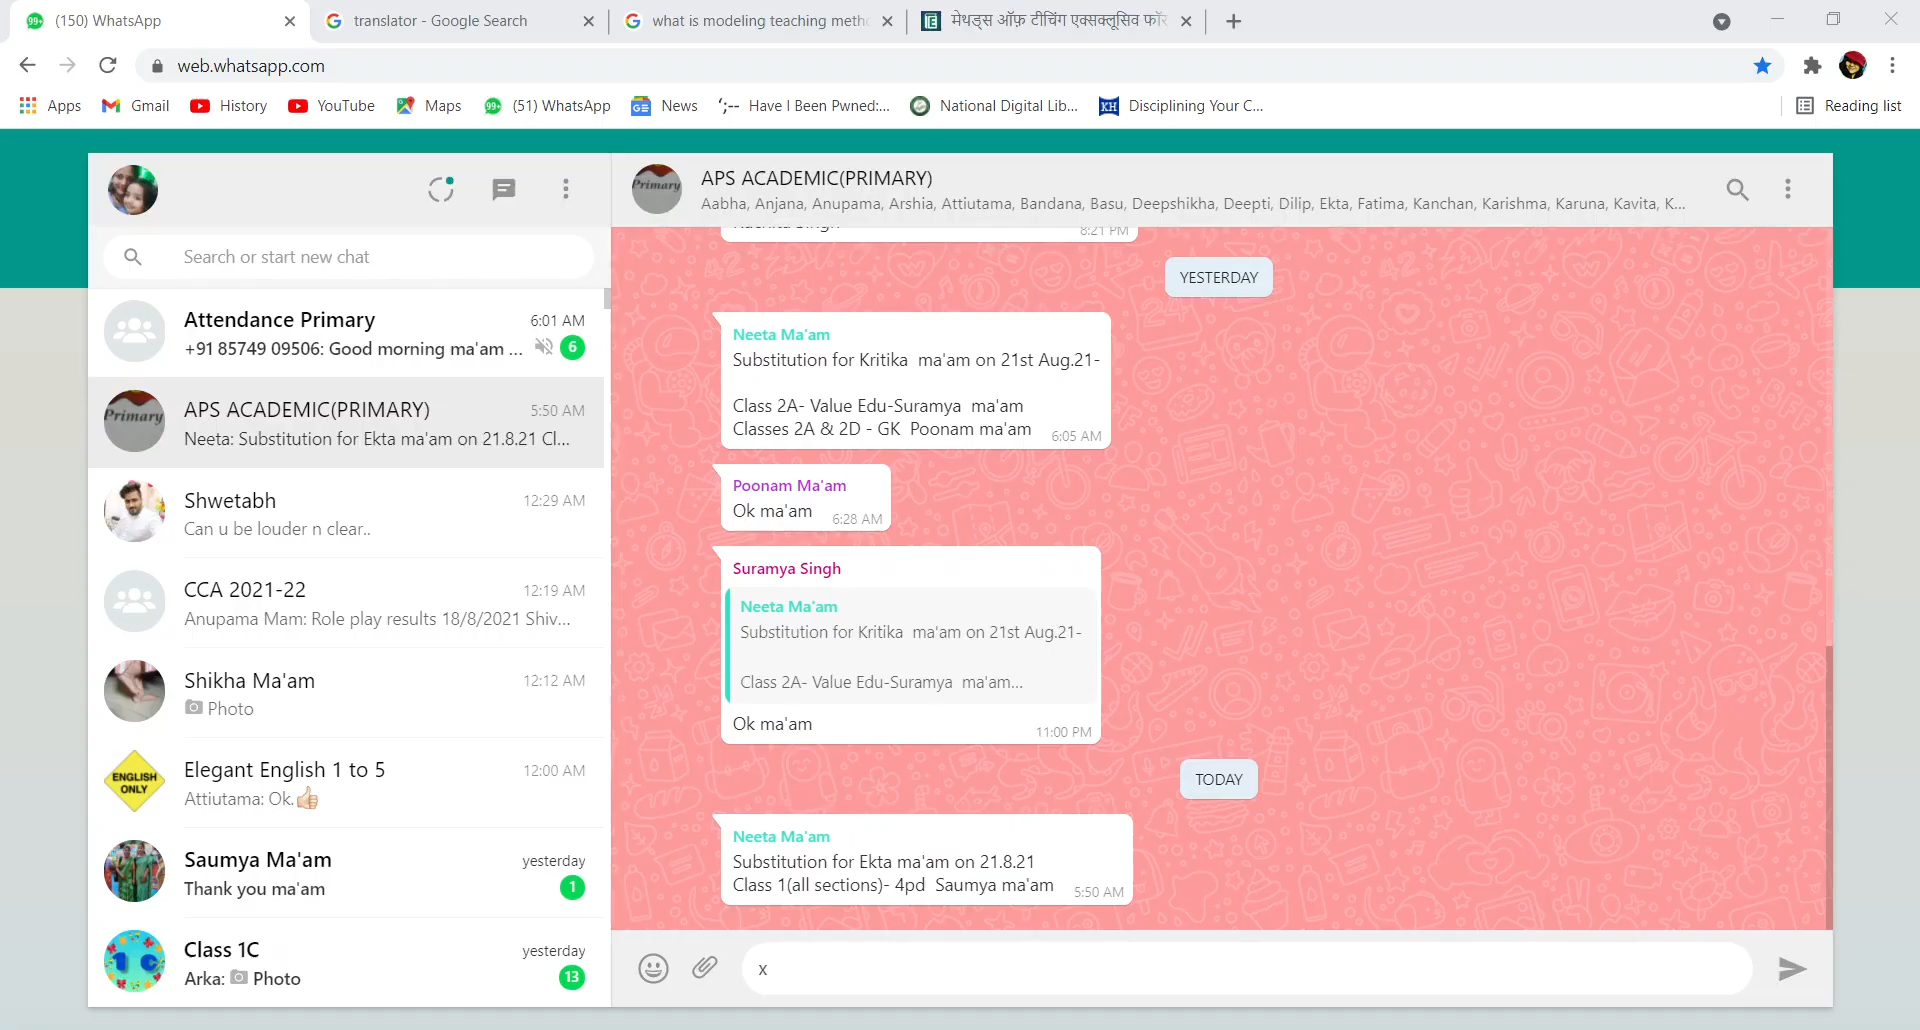 (150) WhatsApp
translator - Google Search
what is modeling teaching metho
मेथड्स ऑफ़ टीचिंग एक्सक्लूसिव फॉर
web.whatsapp.com
Apps
Gmail
History
YouTube
Maps
(51) WhatsApp
News
Have I Been Pwned:...
National Digital Lib...
Disciplining Your C...
Reading list
Search or start new chat
Attendance Primary 6:01 AM
+91 85749 09506: Good morning ma'am ... 6
APS ACADEMIC(PRIMARY) 5:50 AM
Neeta: Substitution for Ekta ma'am on 21.8.21 Cl...
Shwetabh 12:29 AM
Can u be louder n clear..
CCA 2021-22 12:19 AM
Anupama Mam: Role play results 18/8/2021 Shiv...
Shikha Ma'am 12:12 AM
Photo
ENGLISH
ONLY
Elegant English 1 to 5 12:00 AM
Attiutama: Ok.👍🏻
Saumya Ma'am yesterday
Thank you ma'am 1
1C
Class 1C yesterday
Arka: Photo 13
Primary
APS ACADEMIC(PRIMARY)
Aabha, Anjana, Anupama, Arshia, Attiutama, Bandana, Basu, Deepshikha, Deepti, Dilip, Ekta, Fatima, Kanchan, Karishma, Karuna, Kavita, K...
8:21 PM
YESTERDAY
Neeta Ma'am
Substitution for Kritika ma'am on 21st Aug.21-
Class 2A- Value Edu-Suramya ma'am
Classes 2A & 2D - GK Poonam ma'am 6:05 AM
Poonam Ma'am
Ok ma'am 6:28 AM
Suramya Singh
Neeta Ma'am
Substitution for Kritika ma'am on 21st Aug.21-
Class 2A- Value Edu-Suramya ma'am...
Ok ma'am 11:00 PM
TODAY
Neeta Ma'am
Substitution for Ekta ma'am on 21.8.21
Class 1(all sections)- 4pd Saumya ma'am 5:50 AM
x